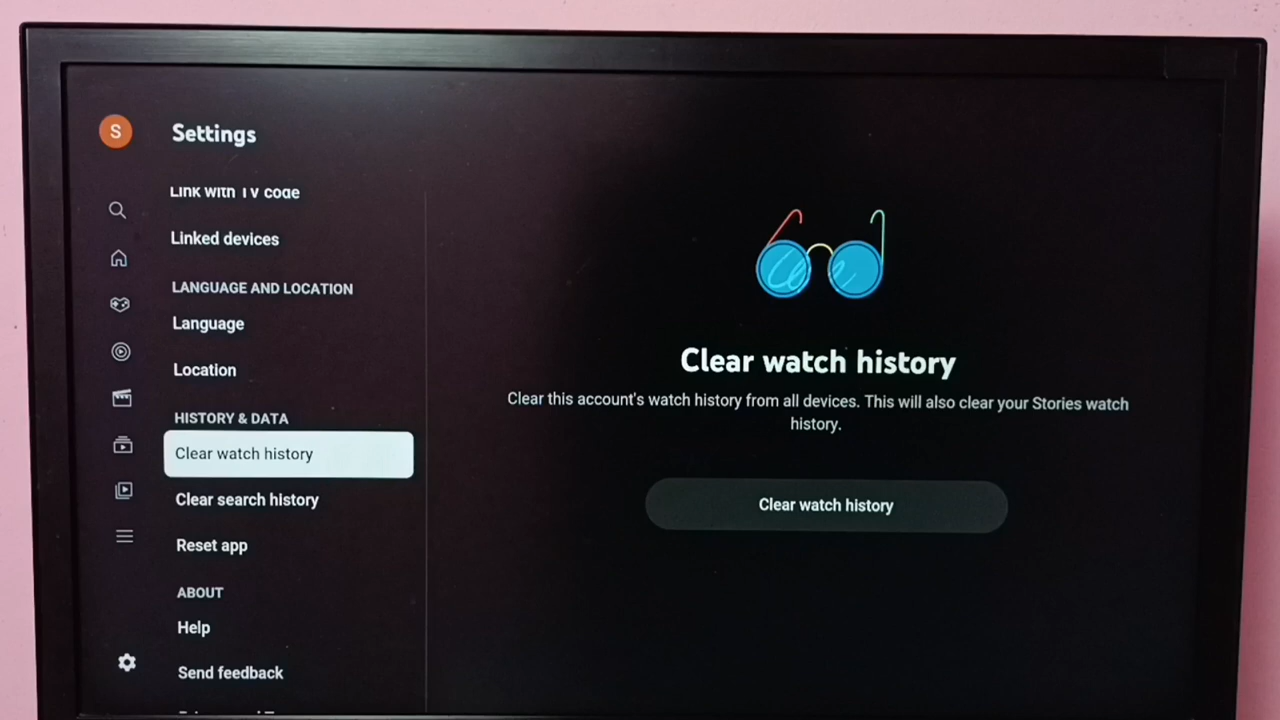 S
Settings
Link with TV code
Linked devices
LANGUAGE AND LOCATION
Language
Location
HISTORY & DATA
Clear watch history
Clear search history
Reset app
ABOUT
Help
Send feedback
Clear watch history
Clear this account's watch history from all devices. This will also clear your Stories watch
history.
Clear watch history